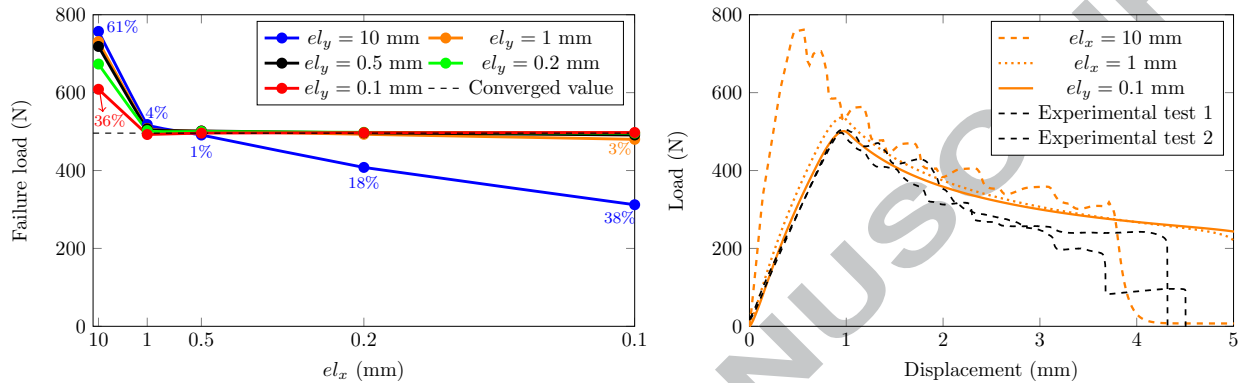 800
600
400
200
0
10
1
0.5
0.2
0.1
Failure load (N)
el_x (mm)
61%
36%
4%
1%
18%
3%
38%
el_y = 10 mm
el_y = 1 mm
el_y = 0.5 mm
el_y = 0.2 mm
el_y = 0.1 mm
Converged value
800
600
400
200
0
0
1
2
3
4
5
Load (N)
Displacement (mm)
el_x = 10 mm
el_x = 1 mm
el_y = 0.1 mm
Experimental test 1
Experimental test 2
NUSCRIP